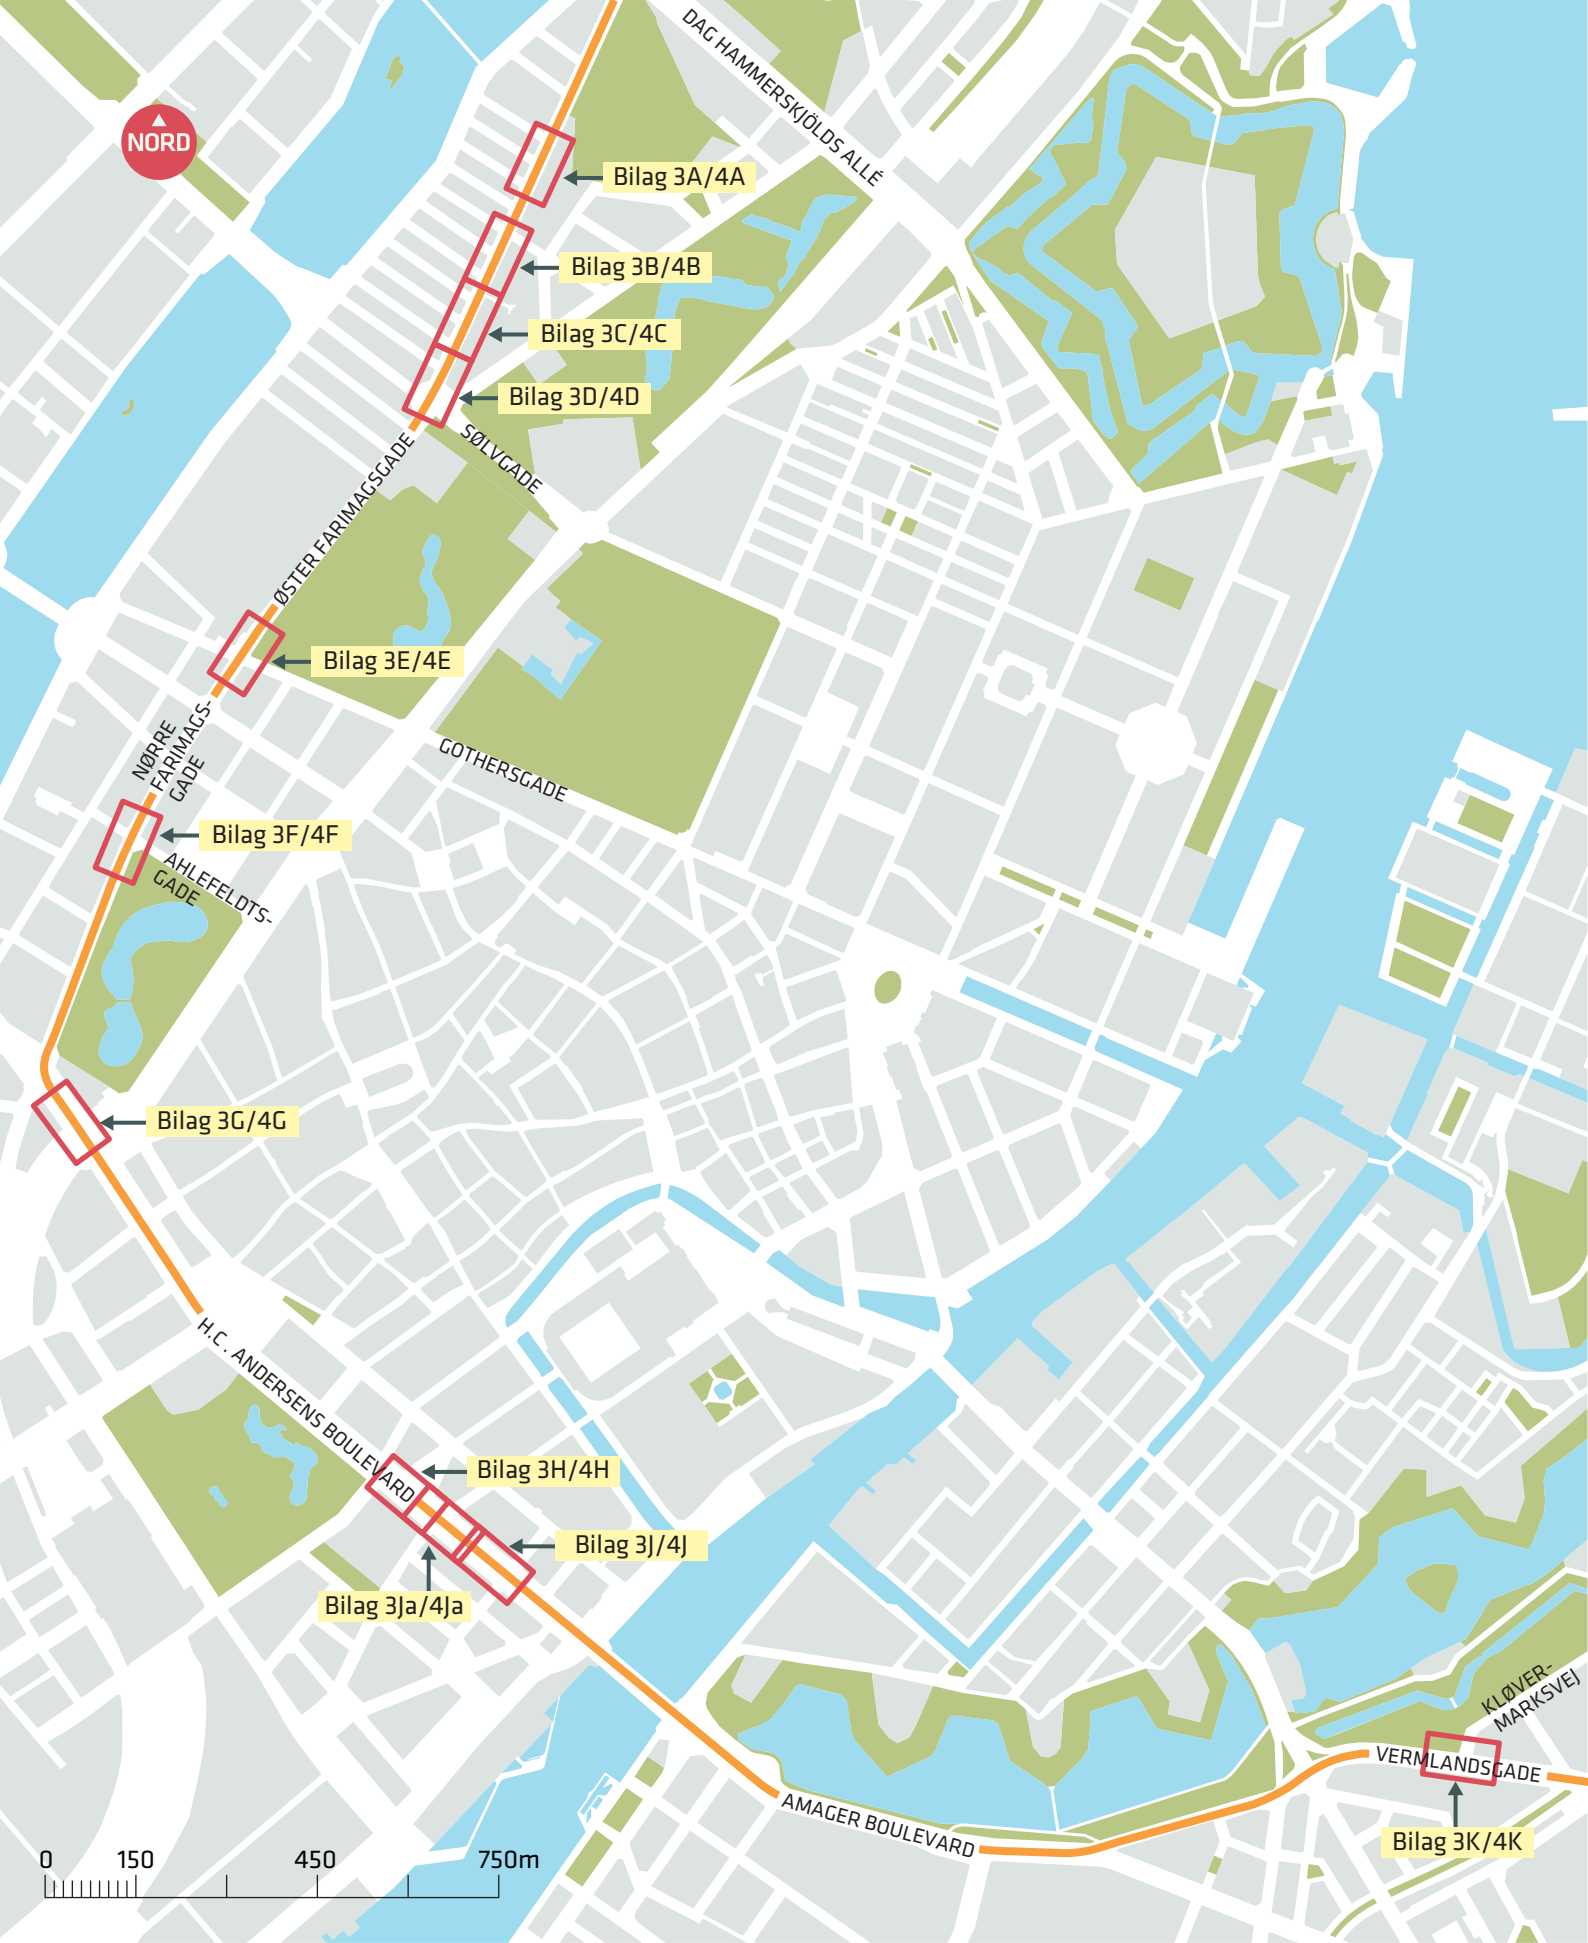 DAG HAMMERSKJÖLDS ALLÉ
NORD
Bilag 3A/4A
Bilag 3B/4B
Bilag 3C/4C
Bilag 3D/4D
SØLVGADE
ØSTER FARIMAGSGADE
Bilag 3E/4E
NØRRE
FARIMAGS-
GADE
GOTHERSGADE
Bilag 3F/4F
AHLEFELDTS-
GADE
Bilag 3G/4G
H.C. ANDERSENS BOULEVARD
Bilag 3H/4H
Bilag 3J/4J
Bilag 3Ja/4Ja
KLØVER-
MARKSVEJ
VERMLANDSGADE
AMAGER BOULEVARD
Bilag 3K/4K
0 150 450 750m